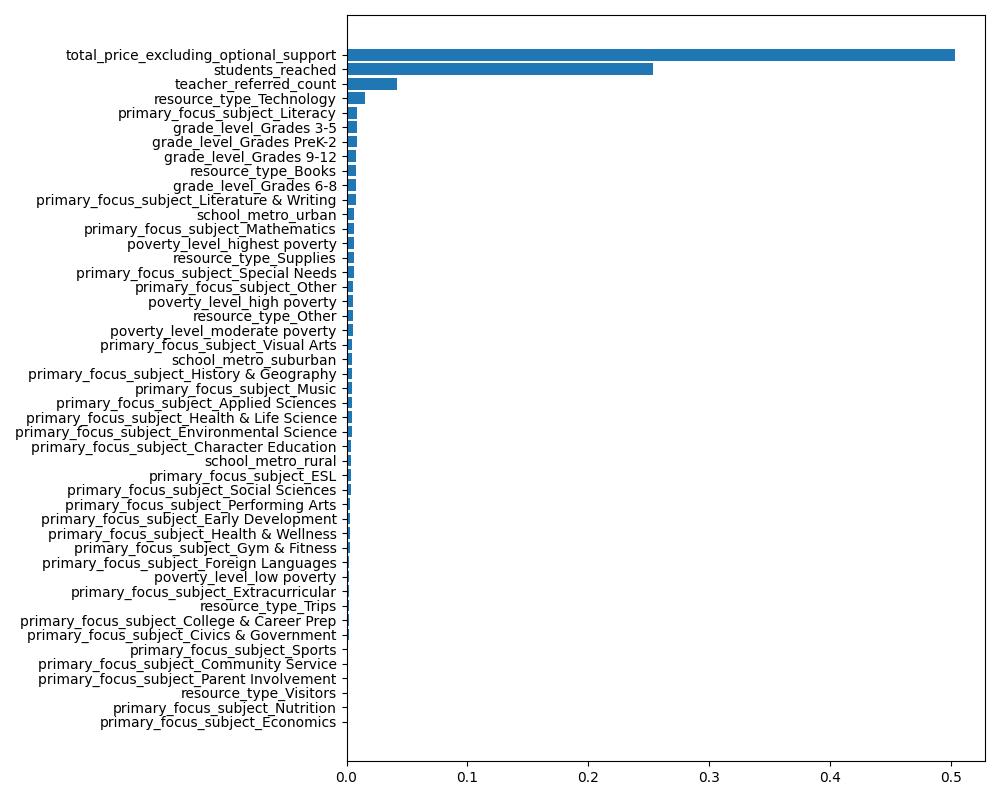 total_price_excluding_optional_support
students_reached
teacher_referred_count
resource_type_Technology
primary_focus_subject_Literacy
grade_level_Grades 3-5
grade_level_Grades PreK-2
grade_level_Grades 9-12
resource_type_Books
grade_level_Grades 6-8
primary_focus_subject_Literature & Writing
school_metro_urban
primary_focus_subject_Mathematics
poverty_level_highest poverty
resource_type_Supplies
primary_focus_subject_Special Needs
primary_focus_subject_Other
poverty_level_high poverty
resource_type_Other
poverty_level_moderate poverty
primary_focus_subject_Visual Arts
school_metro_suburban
primary_focus_subject_History & Geography
primary_focus_subject_Music
primary_focus_subject_Applied Sciences
primary_focus_subject_Health & Life Science
primary_focus_subject_Environmental Science
primary_focus_subject_Character Education
school_metro_rural
primary_focus_subject_ESL
primary_focus_subject_Social Sciences
primary_focus_subject_Performing Arts
primary_focus_subject_Early Development
primary_focus_subject_Health & Wellness
primary_focus_subject_Gym & Fitness
primary_focus_subject_Foreign Languages
poverty_level_low poverty
primary_focus_subject_Extracurricular
resource_type_Trips
primary_focus_subject_College & Career Prep
primary_focus_subject_Civics & Government
primary_focus_subject_Sports
primary_focus_subject_Community Service
primary_focus_subject_Parent Involvement
resource_type_Visitors
primary_focus_subject_Nutrition
primary_focus_subject_Economics
0.0 0.1 0.2 0.3 0.4 0.5